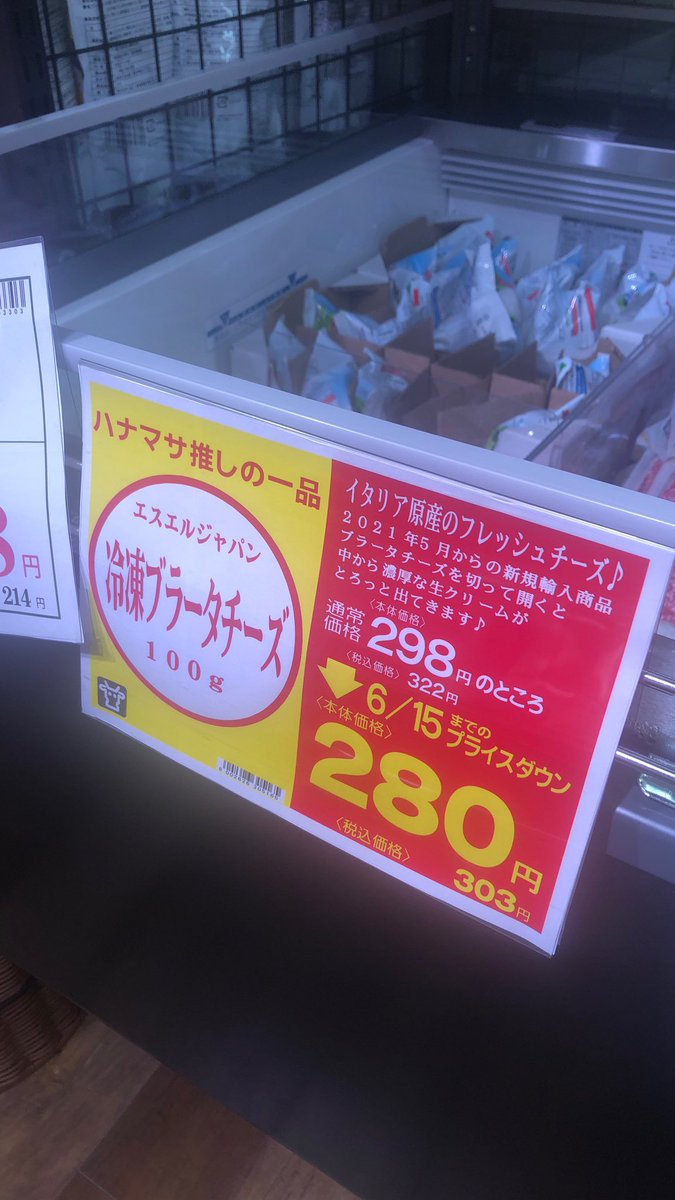 3303
8円
214円
ハナマサ推しの一品
エスエルジャパン
冷凍ブラータチーズ
100g
イタリア原産のフレッシュチーズ♪
2021年5月からの新規輸入商品
ブラータチーズを切って開くと
中から濃厚な生クリームが
とろっと出てきます♪
通常価格
〈本体価格〉
298円のところ
〈税込価格〉322円
6/15までの
プライスダウン
〈本体価格〉
280円
〈税込価格〉
303円